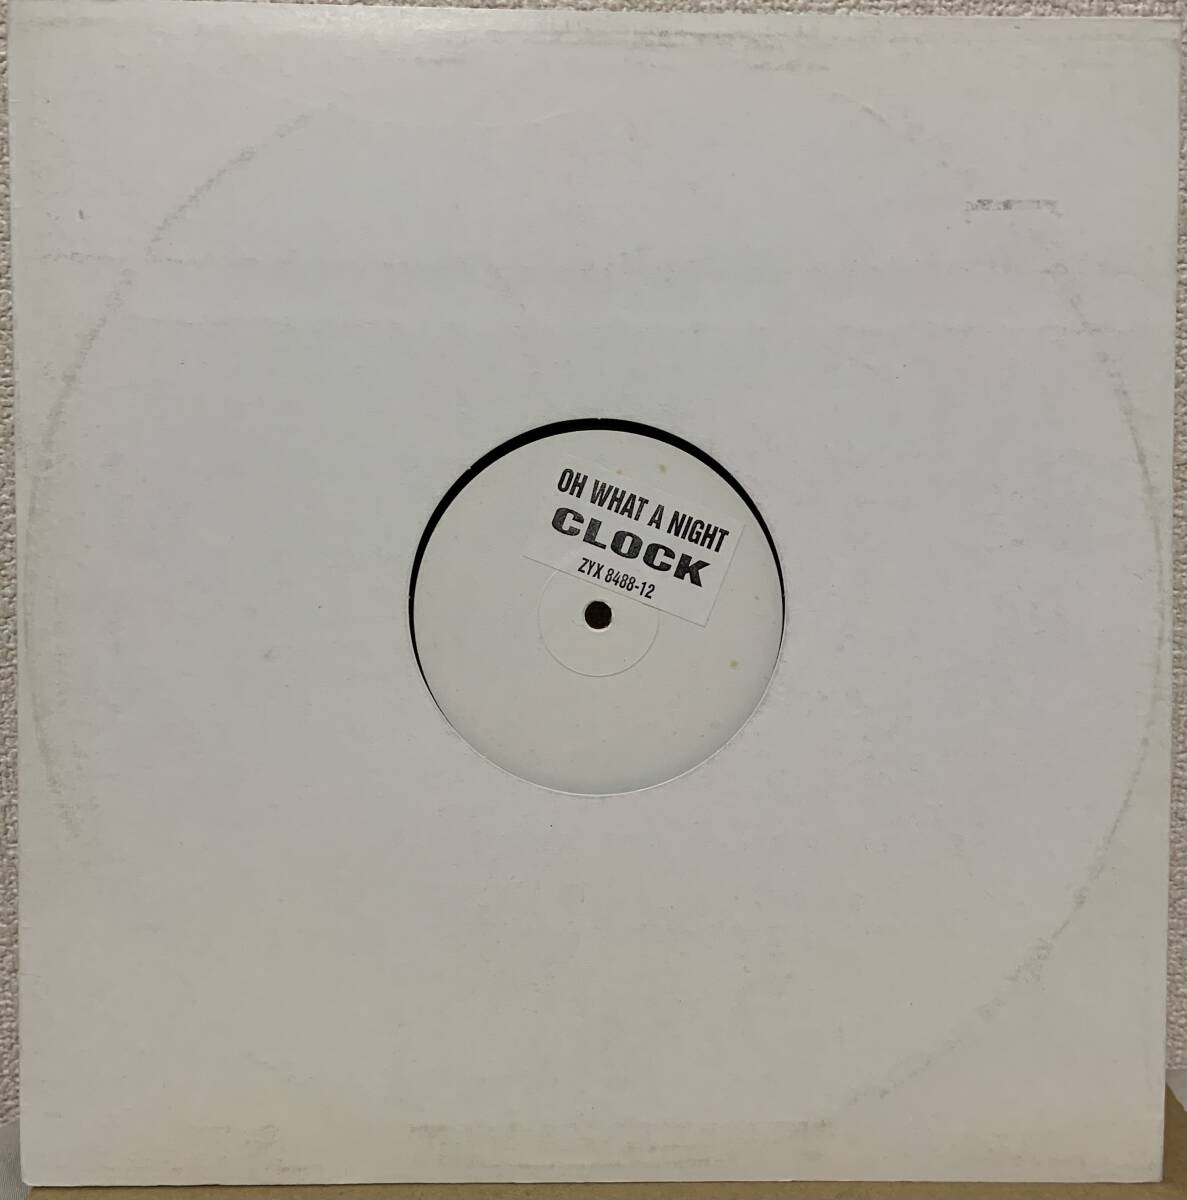 OH WHAT A NIGHT
CLOCK
ZYX 8488-12